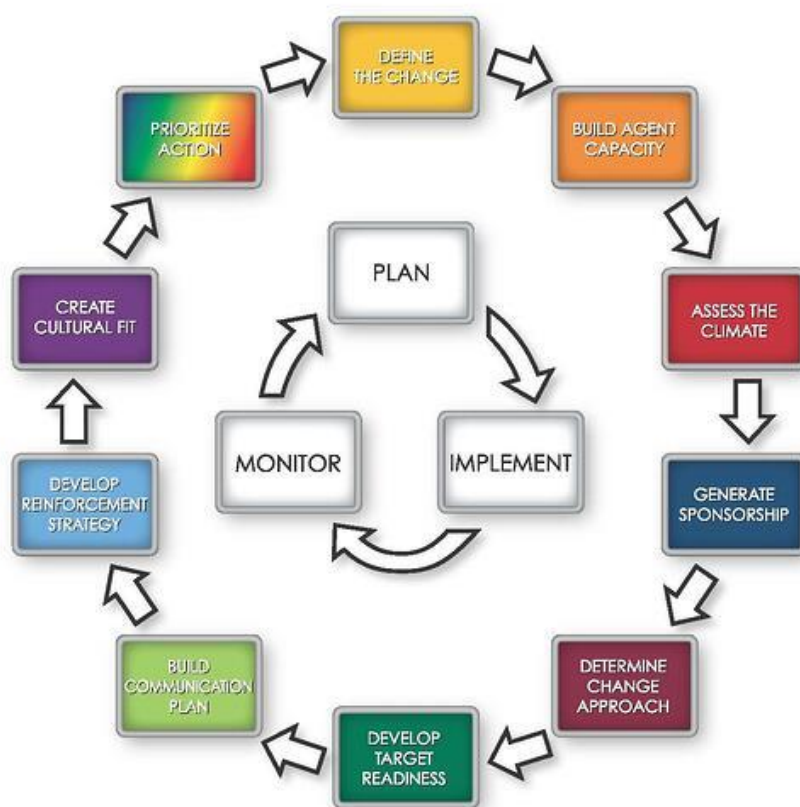 DEFINE
THE CHANGE
BUILD AGENT
CAPACITY
ASSESS THE
CLIMATE
GENERATE
SPONSORSHIP
DETERMINE
CHANGE
APPROACH
DEVELOP
TARGET
READINESS
BUILD
COMMUNICATION
PLAN
DEVELOP
REINFORCEMENT
STRATEGY
CREATE
CULTURAL FIT
PRIORITIZE
ACTION
PLAN
IMPLEMENT
MONITOR